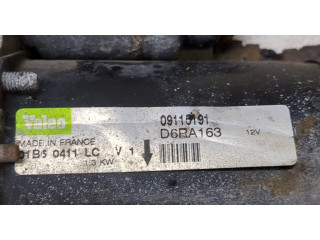 Valeo
09115191
D6RA163 12V
MADE IN FRANCE
01B5 0411 LC V 1
1.3 KW